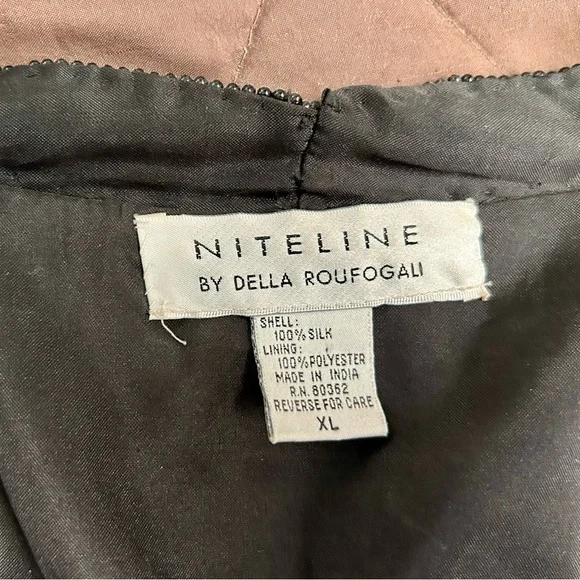 NITELINE
BY DELLA ROUFOGALI
SHELL:
100% SILK
LINING:
100% POLYESTER
MADE IN INDIA
R.N. 80362
REVERSE FOR CARE
XL